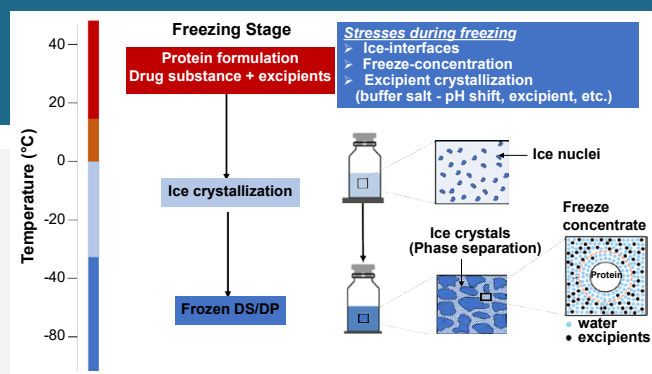 Freezing Stage
Protein formulation
Drug substance + excipients
Stresses during freezing
➢ Ice-interfaces
➢ Freeze-concentration
➢ Excipient crystallization
(buffer salt - pH shift, excipient, etc.)
Temperature (°C)
40
20
0
-20
-40
-60
-80
Ice nuclei
Ice crystallization
Ice crystals
(Phase separation)
Freeze
concentrate
Protein
Frozen DS/DP
water
excipients